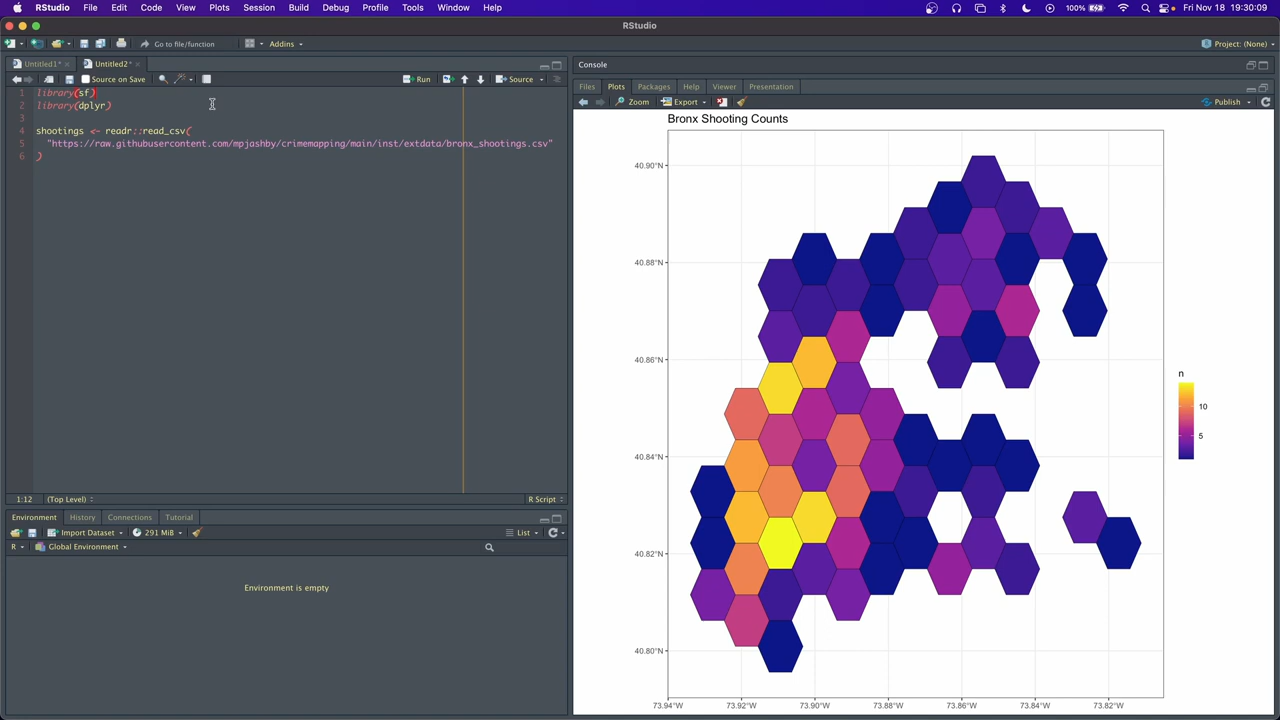 RStudio File Edit Code View Plots Session Build Debug Profile Tools Window Help 100% Fri Nov 18 19:30:09
RStudio
Go to file/function Addins Project: (None)
Untitled1* Untitled2*
Source on Save Run Source
1 library(sf)
2 library(dplyr)
3
4 shootings <- readr::read_csv(
5 "https://raw.githubusercontent.com/mpjashby/crimemapping/main/inst/extdata/bronx_shootings.csv"
6 )
1:12 (Top Level) R Script
Environment History Connections Tutorial
Import Dataset 291 MiB List
R Global Environment
Environment is empty
Console
Files Plots Packages Help Viewer Presentation
Zoom Export Publish
Bronx Shooting Counts
40.90°N
40.88°N
40.86°N
40.84°N
40.82°N
40.80°N
73.94°W 73.92°W 73.90°W 73.88°W 73.86°W 73.84°W 73.82°W
n
10
5